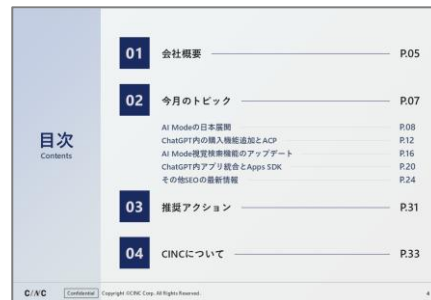 目次
Contents
01 会社概要 P.05
02 今月のトピック P.07
AI Modeの日本展開 P.08
ChatGPT内の購入機能追加とACP P.12
AI Mode視覚検索機能のアップデート P.16
ChatGPT内アプリ統合とApps SDK P.20
その他SEOの最新情報 P.24
03 推奨アクション P.31
04 CINCについて P.33
CINC Confidential Copyright ©CINC Corp. All Rights Reserved. 4